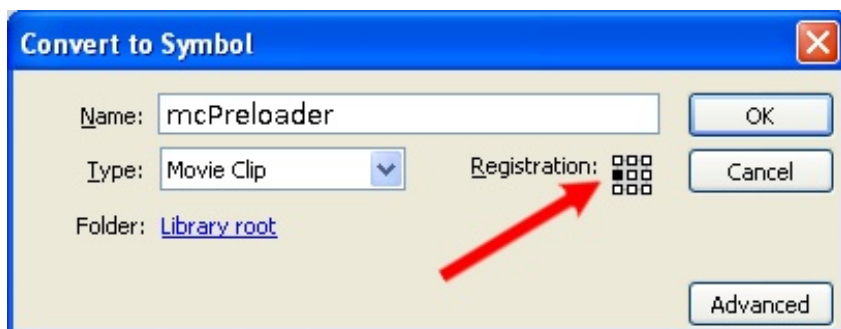 Convert to Symbol
Name: mcPreloader OK
Type: Movie Clip Registration: Cancel
Folder: Library root
Advanced